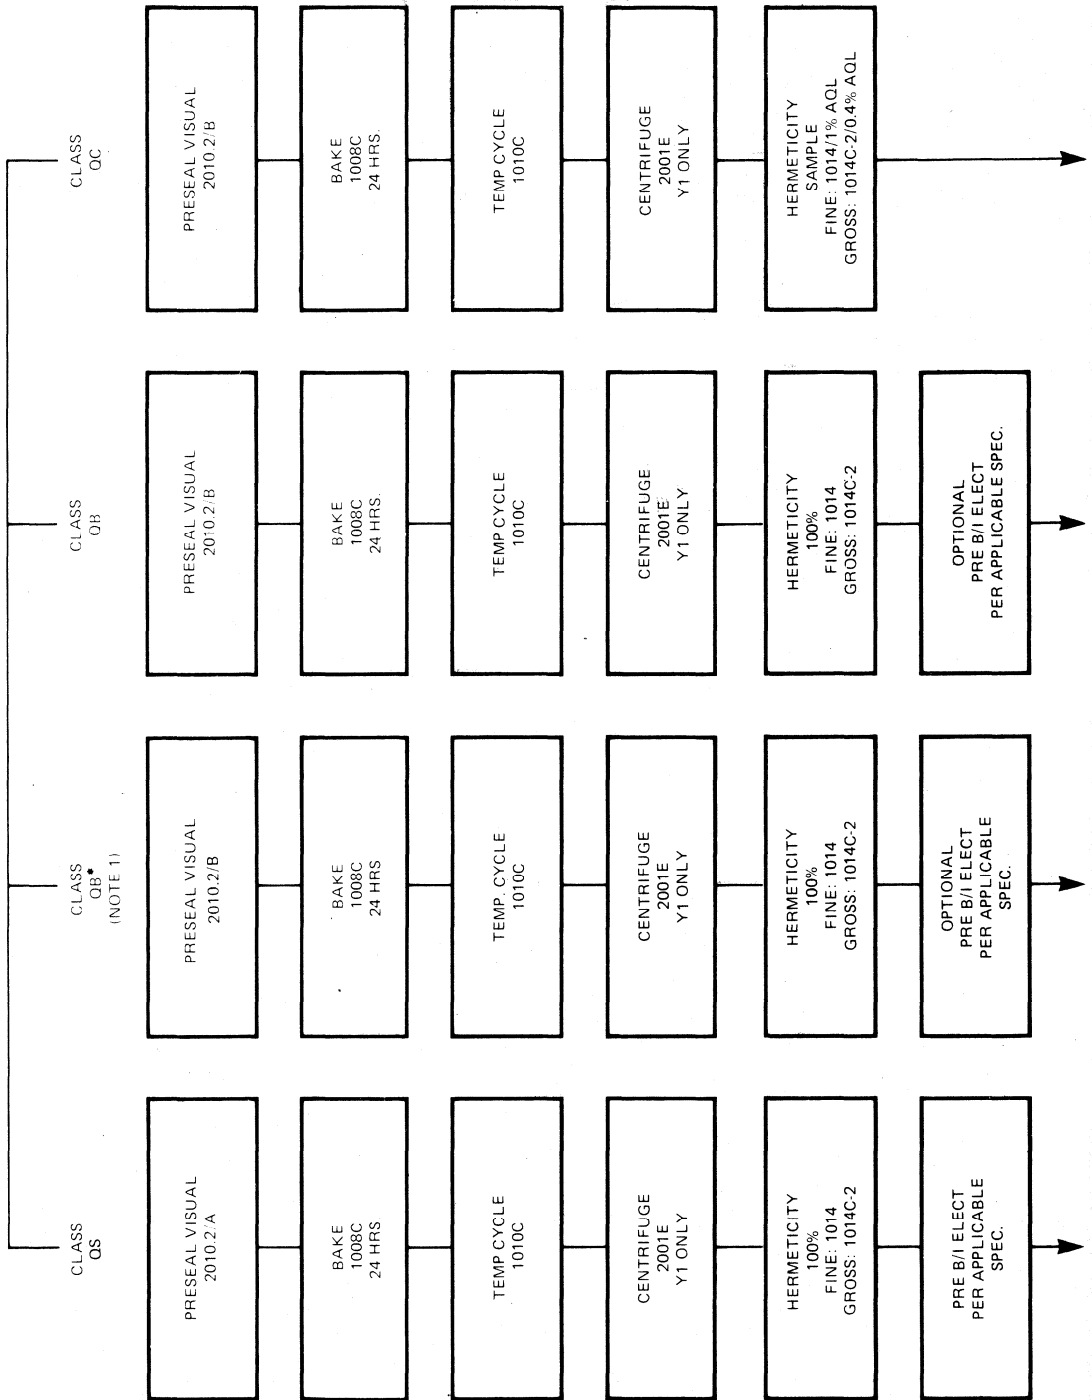 CLASS
QS
PRESEAL VISUAL
2010.2/A
BAKE
1008C
24 HRS
TEMP CYCLE
1010C
CENTRIFUGE
2001E
Y1 ONLY
HERMETICITY
100%
FINE: 1014
GROSS: 1014C-2
PRE B/I ELECT
PER APPLICABLE
SPEC.
CLASS
QB*
(NOTE 1)
PRESEAL VISUAL
2010.2/B
BAKE
1008C
24 HRS
TEMP. CYCLE
1010C
CENTRIFUGE
2001E
Y1 ONLY
HERMETICITY
100%
FINE: 1014
GROSS: 1014C-2
OPTIONAL
PRE B/I ELECT
PER APPLICABLE
SPEC.
CLASS
QB
PRESEAL VISUAL
2010.2/B
BAKE
1008C
24 HRS.
TEMP CYCLE
1010C
CENTRIFUGE
2001E
Y1 ONLY
HERMETICITY
100%
FINE: 1014
GROSS: 1014C-2
OPTIONAL
PRE B/I ELECT
PER APPLICABLE SPEC.
CLASS
QC
PRESEAL VISUAL
2010.2/B
BAKE
1008C
24 HRS.
TEMP CYCLE
1010C
CENTRIFUGE
2001E
Y1 ONLY
HERMETICITY
SAMPLE
FINE: 1014/1% AQL
GROSS: 1014C-2/0.4% AQL